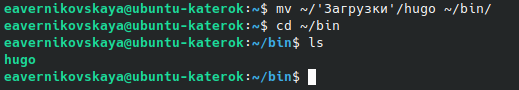 eavernikovskaya@ubuntu-katerok:~$ mv ~/'Загрузки'/hugo ~/bin/
eavernikovskaya@ubuntu-katerok:~$ cd ~/bin
eavernikovskaya@ubuntu-katerok:~/bin$ ls
hugo
eavernikovskaya@ubuntu-katerok:~/bin$